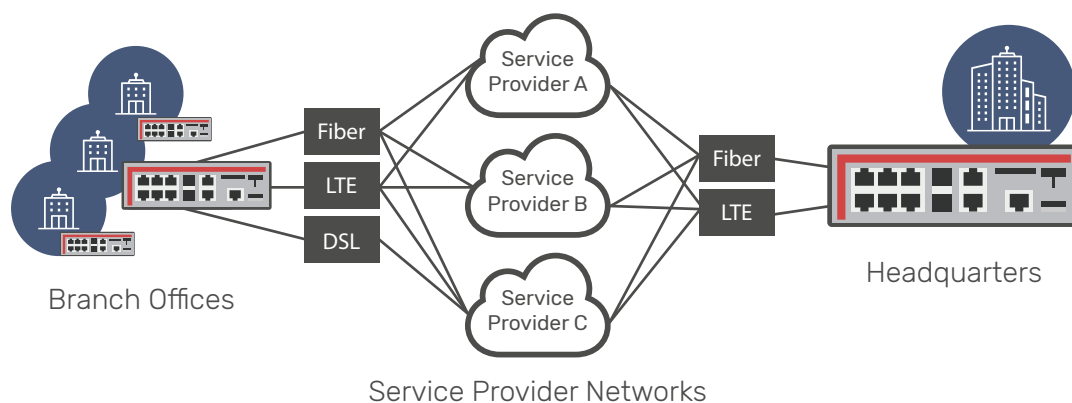 Service
Provider A
Fiber
LTE
DSL
Service
Provider B
Service
Provider C
Fiber
LTE
Branch Offices
Headquarters
Service Provider Networks